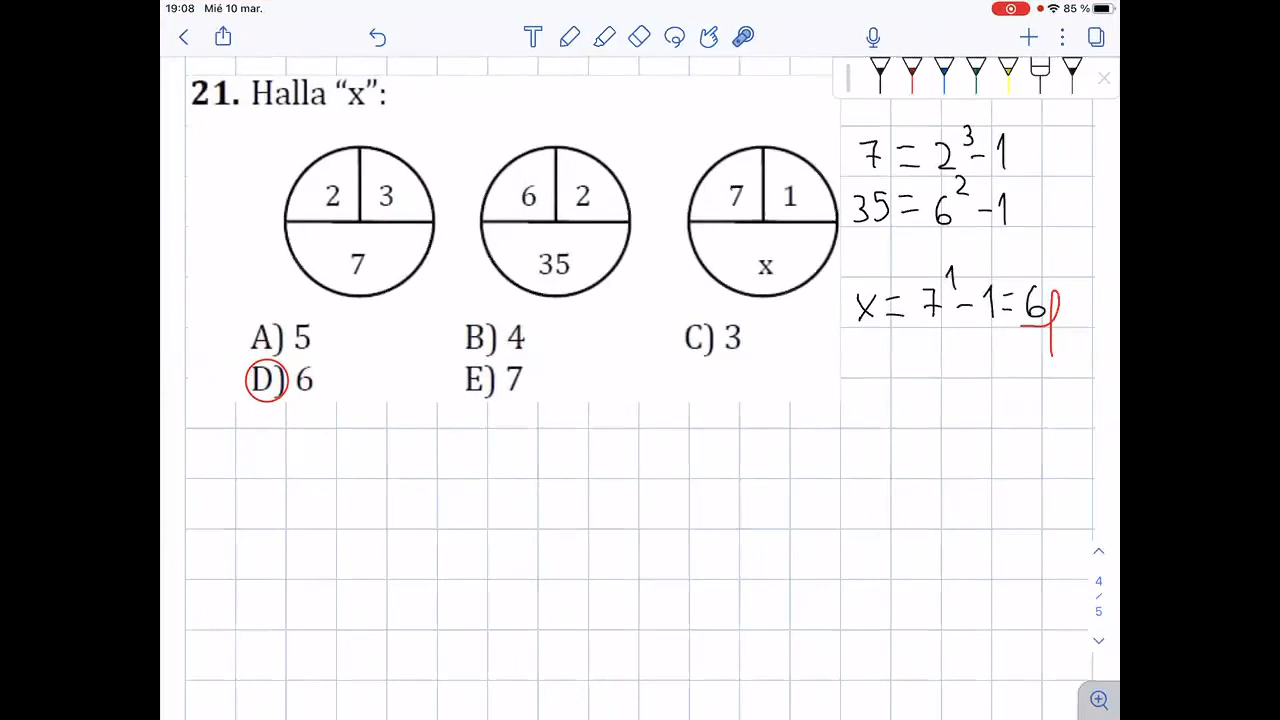 19:08 Mié 10 mar. 85 %
T
21. Halla “x”:
2 3 6 2 7 1
7 35 x
A) 5 B) 4 C) 3
D) 6 E) 7
7 = 2³ - 1
35 = 6² - 1
x = 7¹ - 1 = 6
4
/
5